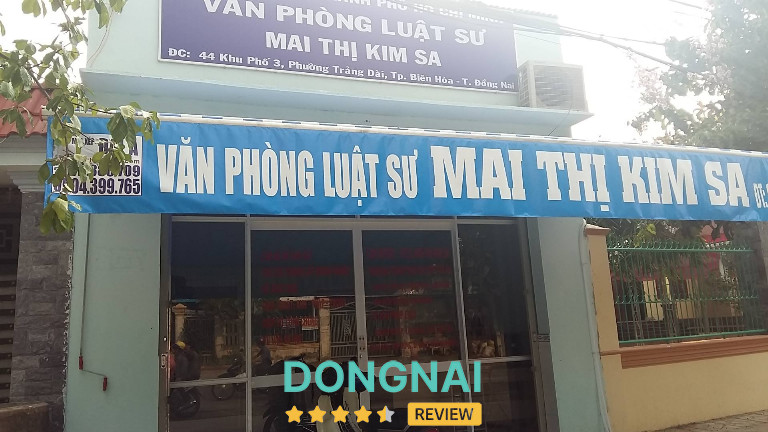 VĂN PHÒNG LUẬT SƯ
MAI THỊ KIM SA
ĐC: 44 Khu Phố 3, Phường Trảng Dài, Tp. Biên Hòa - T. Đồng Nai
VĂN PHÒNG LUẬT SƯ MAI THỊ KIM SA
ĐT:
04.399.765
DONGNAI
REVIEW